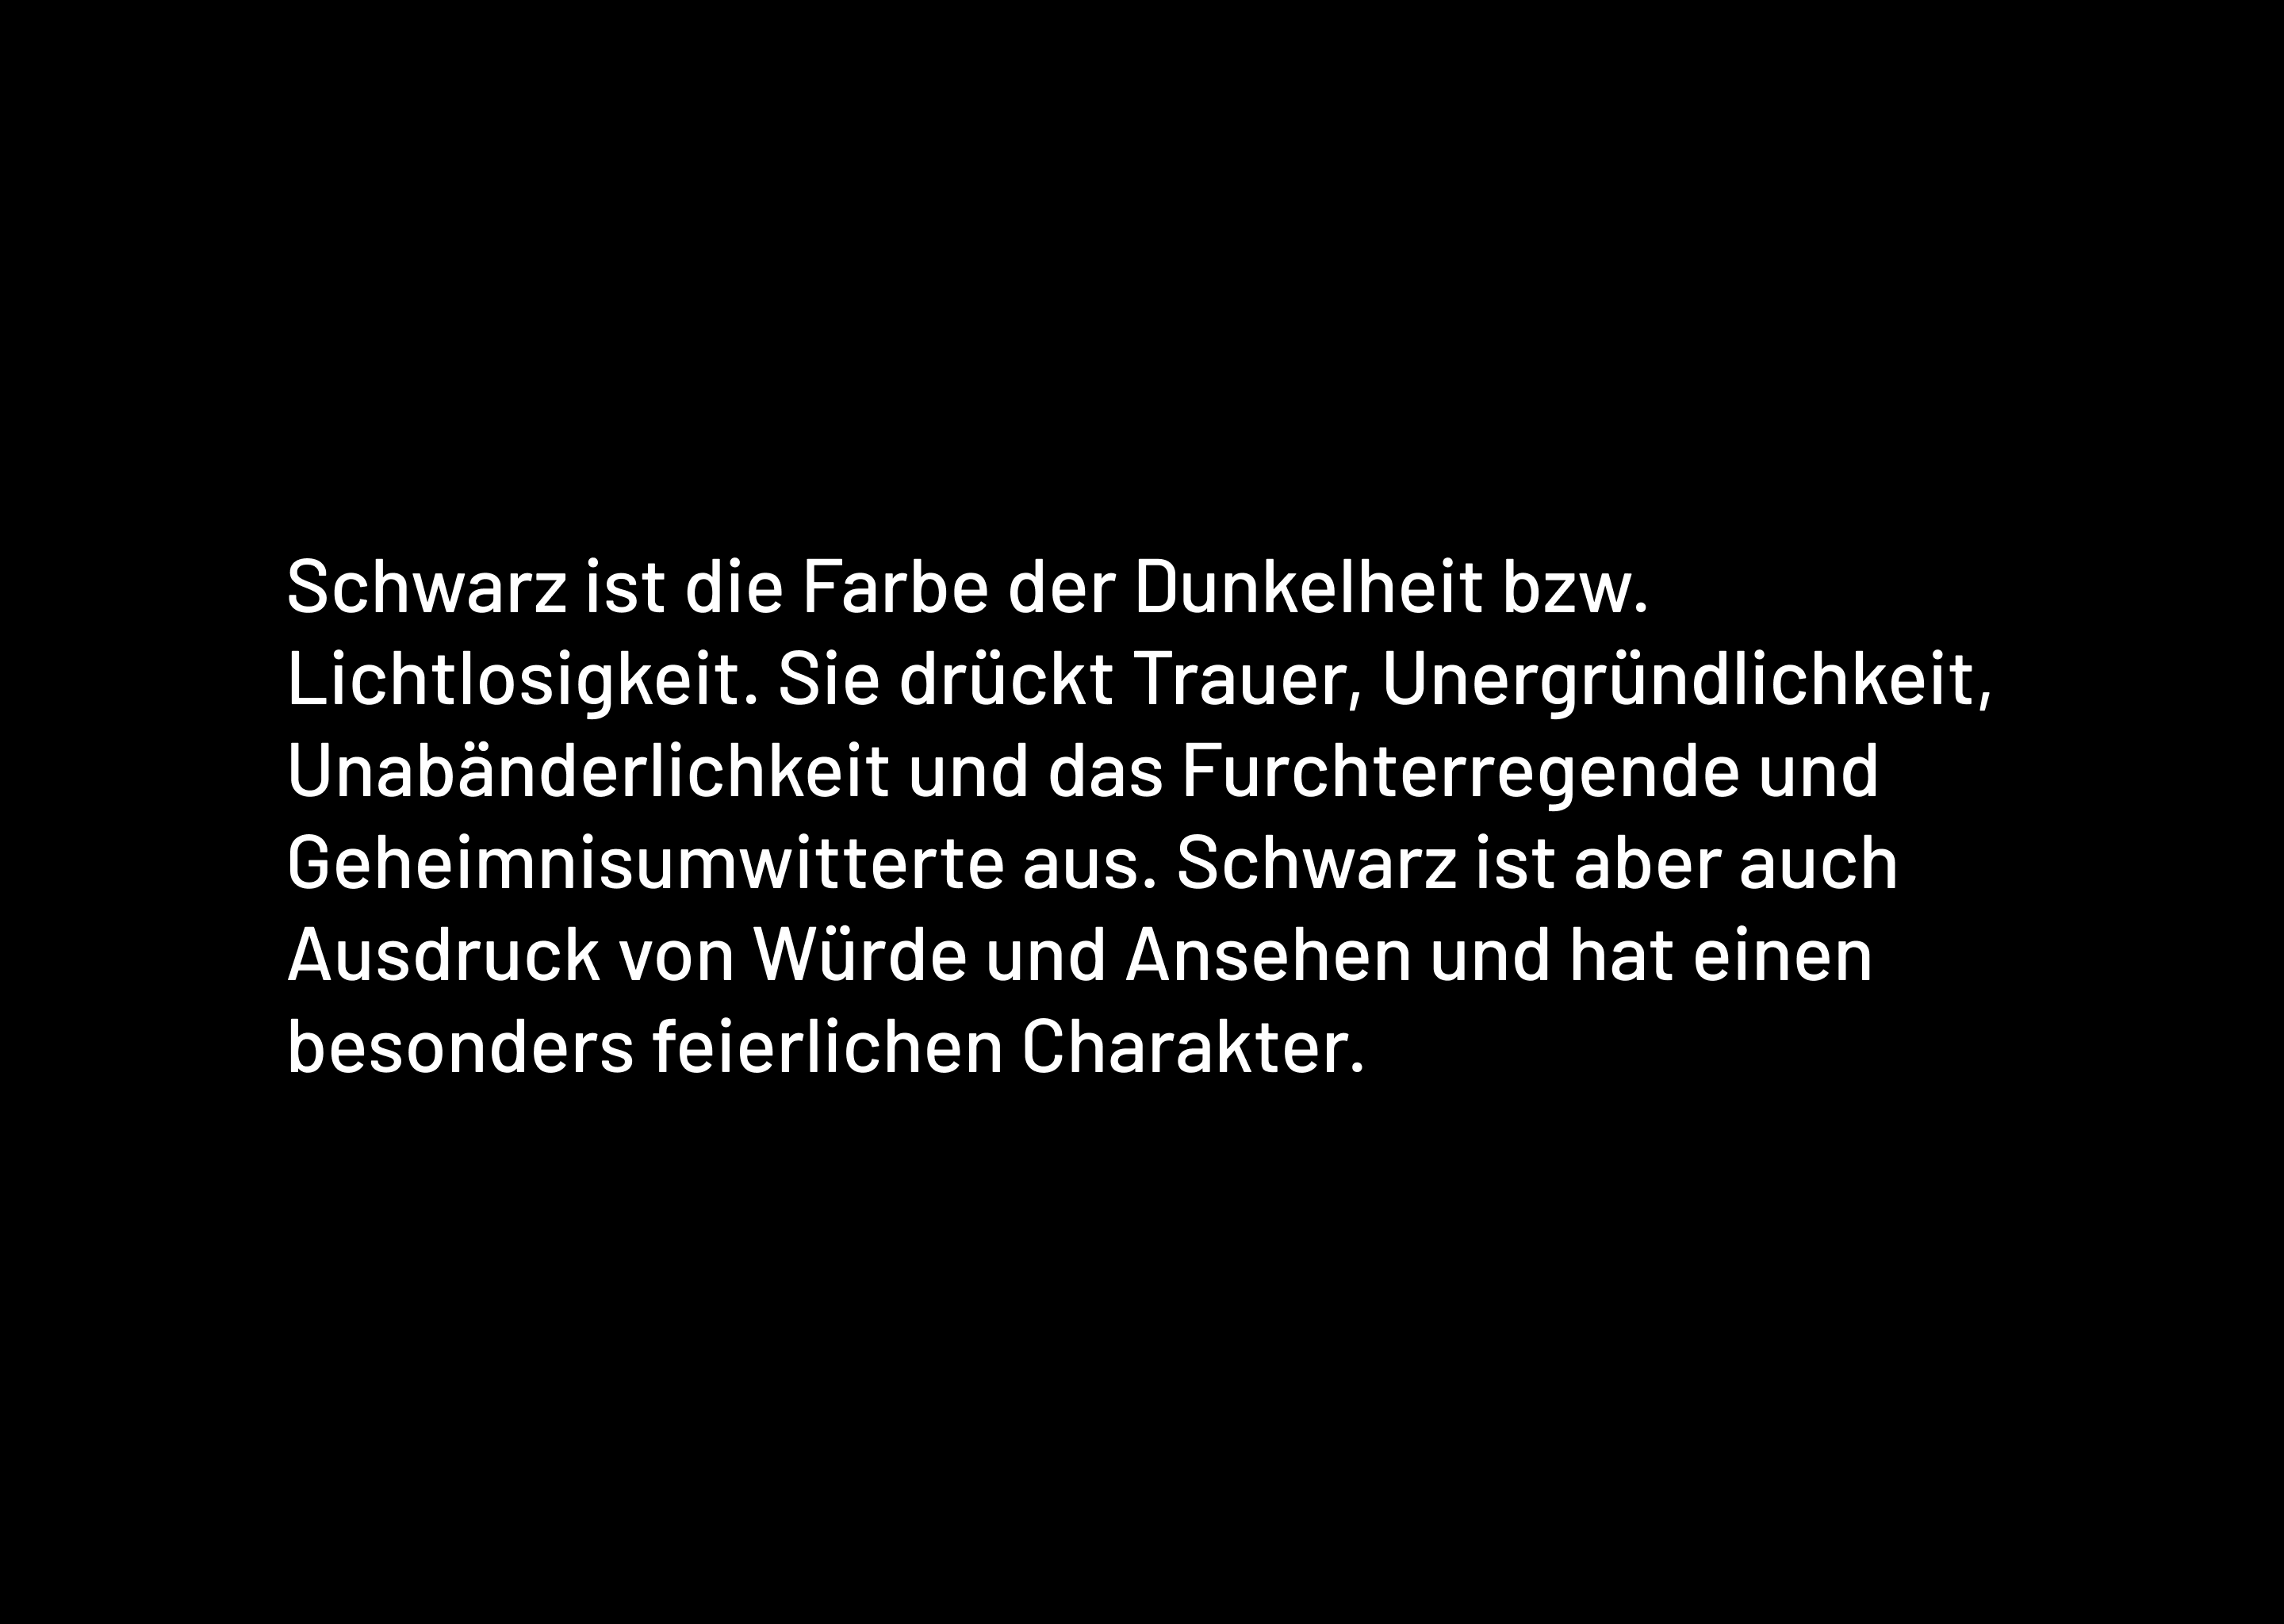 Schwarz ist die Farbe der Dunkelheit bzw.
Lichtlosigkeit. Sie drückt Trauer, Unergründlichkeit,
Unabänderlichkeit und das Furchterregende und
Geheimnisumwitterte aus. Schwarz ist aber auch
Ausdruck von Würde und Ansehen und hat einen
besonders feierlichen Charakter.